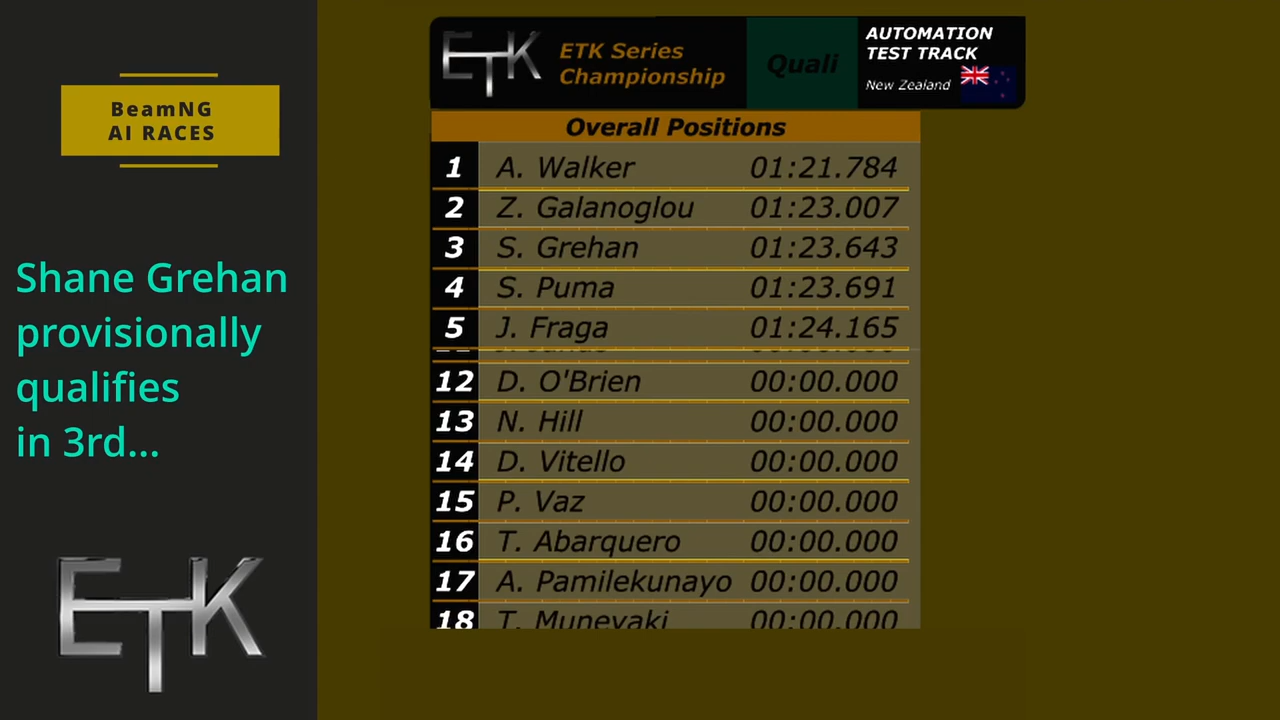 BeamNG
AI RACES
Shane Grehan
provisionally
qualifies
in 3rd...
ETK
ETK
ETK Series
Championship
Quali
AUTOMATION
TEST TRACK
New Zealand
Overall Positions
1 A. Walker 01:21.784
2 Z. Galanoglou 01:23.007
3 S. Grehan 01:23.643
4 S. Puma 01:23.691
5 J. Fraga 01:24.165
12 D. O'Brien 00:00.000
13 N. Hill 00:00.000
14 D. Vitello 00:00.000
15 P. Vaz 00:00.000
16 T. Abarquero 00:00.000
17 A. Pamilekunayo 00:00.000
18 T. 00:00.000